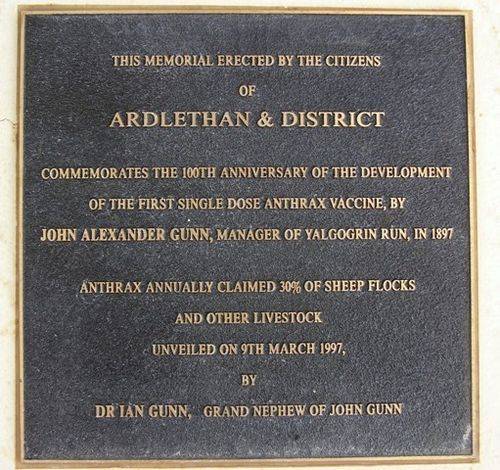 THIS MEMORIAL ERECTED BY THE CITIZENS
OF
ARDLETHAN & DISTRICT
COMMEMORATES THE 100TH ANNIVERSARY OF THE DEVELOPMENT
OF THE FIRST SINGLE DOSE ANTHRAX VACCINE, BY
JOHN ALEXANDER GUNN, MANAGER OF YALGOGRIN RUN, IN 1897
ANTHRAX ANNUALLY CLAIMED 30% OF SHEEP FLOCKS
AND OTHER LIVESTOCK
UNVEILED ON 9TH MARCH 1997,
BY
DR IAN GUNN, GRAND NEPHEW OF JOHN GUNN